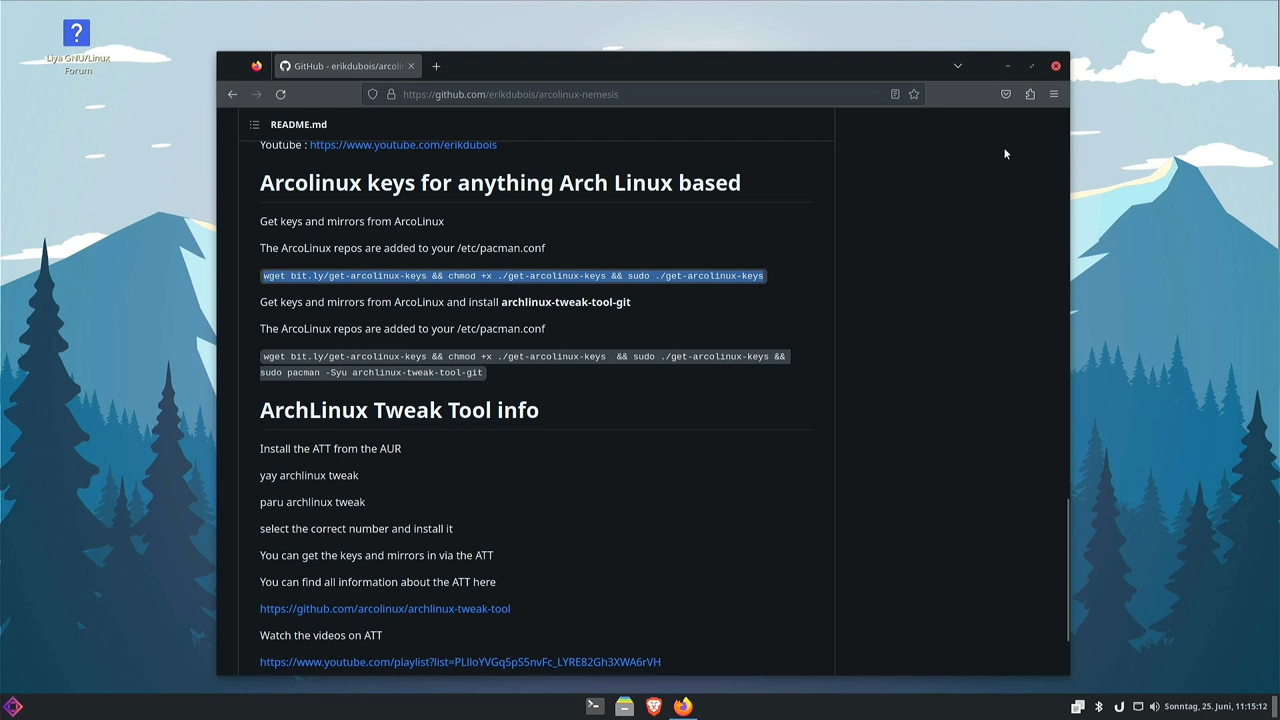 ?
Liya GNU/Linux
Forum
GitHub - erikdubois/arcoli
https://github.com/erikdubois/arcolinux-nemesis
README.md
Youtube : https://www.youtube.com/erikdubois
Arcolinux keys for anything Arch Linux based
Get keys and mirrors from ArcoLinux
The ArcoLinux repos are added to your /etc/pacman.conf
wget bit.ly/get-arcolinux-keys && chmod +x ./get-arcolinux-keys && sudo ./get-arcolinux-keys
Get keys and mirrors from ArcoLinux and install archlinux-tweak-tool-git
The ArcoLinux repos are added to your /etc/pacman.conf
wget bit.ly/get-arcolinux-keys && chmod +x ./get-arcolinux-keys  && sudo ./get-arcolinux-keys &&
sudo pacman -Syu archlinux-tweak-tool-git
ArchLinux Tweak Tool info
Install the ATT from the AUR
yay archlinux tweak
paru archlinux tweak
select the correct number and install it
You can get the keys and mirrors in via the ATT
You can find all information about the ATT here
https://github.com/arcolinux/archlinux-tweak-tool
Watch the videos on ATT
https://www.youtube.com/playlist?list=PLlloYVGq5pS5nvFc_LYRE82Gh3XWA6rVH
Sonntag, 25. Juni, 11:15:12